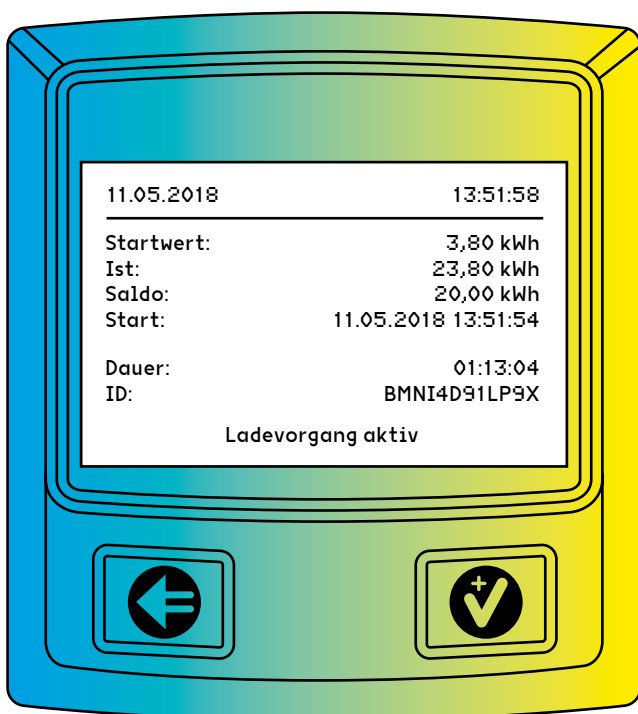 11.05.2018 13:51:58
Startwert: 3,80 kWh
Ist: 23,80 kWh
Saldo: 20,00 kWh
Start: 11.05.2018 13:51:54
Dauer: 01:13:04
ID: BMNI4D91LP9X
Ladevorgang aktiv